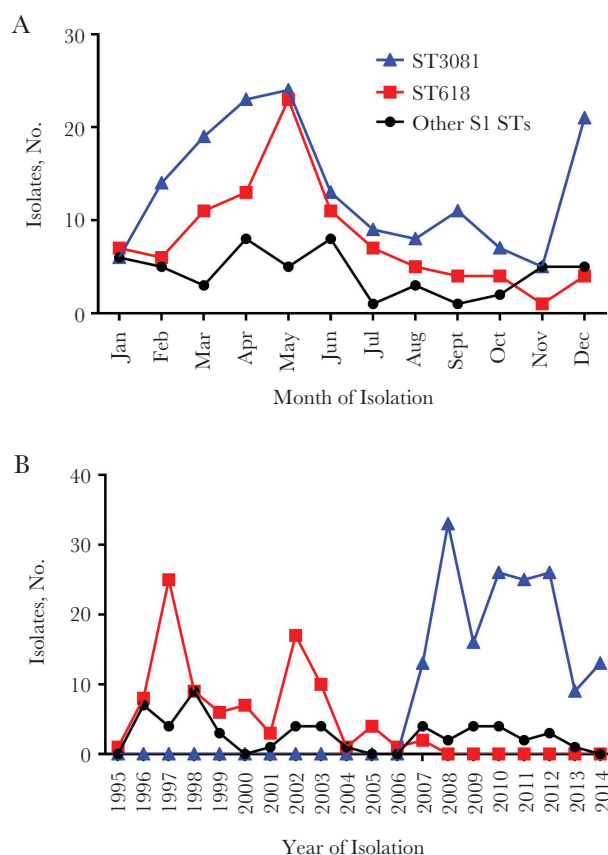 A
30
20
10
0
Isolates, No.
ST3081
ST618
Other S1 STs
Jan
Feb
Mar
Apr
May
Jun
Jul
Aug
Sept
Oct
Nov
Dec
Month of Isolation
B
40
30
20
10
0
Isolates, No.
1995
1996
1997
1998
1999
2000
2001
2002
2003
2004
2005
2006
2007
2008
2009
2010
2011
2012
2013
2014
Year of Isolation